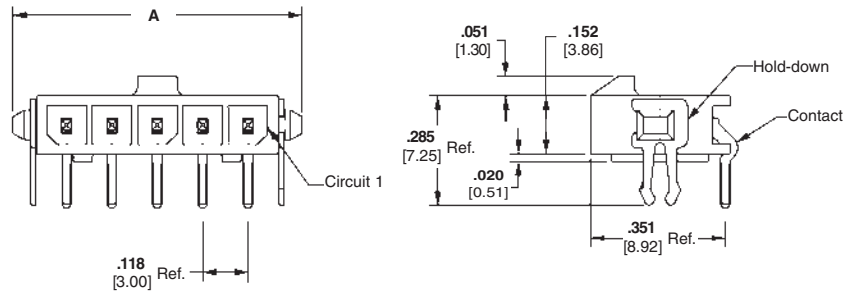 A
Circuit 1
.118
[3.00] Ref.
.051
[1.30]
.152
[3.86]
Hold-down
Contact
.285
[7.25] Ref.
.020
[0.51]
.351
[8.92] Ref.